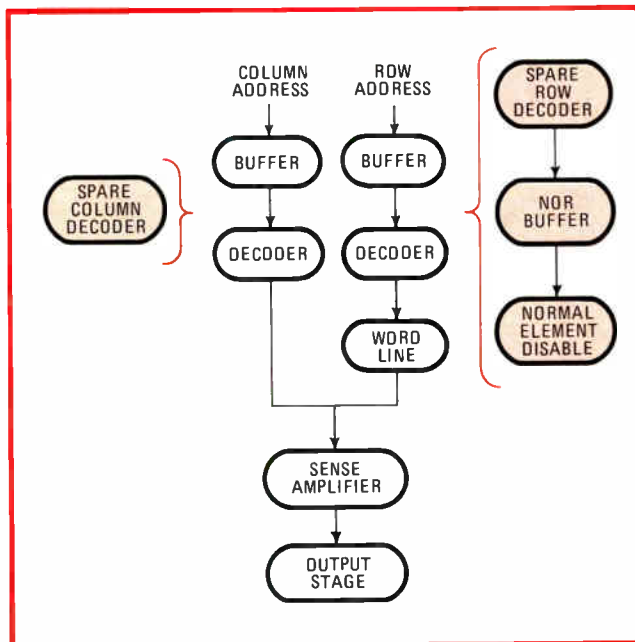 COLUMN
ADDRESS
ROW
ADDRESS
BUFFER
BUFFER
DECODER
DECODER
WORD
LINE
SENSE
AMPLIFIER
OUTPUT
STAGE
SPARE
COLUMN
DECODER
SPARE
ROW
DECODER
NOR
BUFFER
NORMAL
ELEMENT
DISABLE